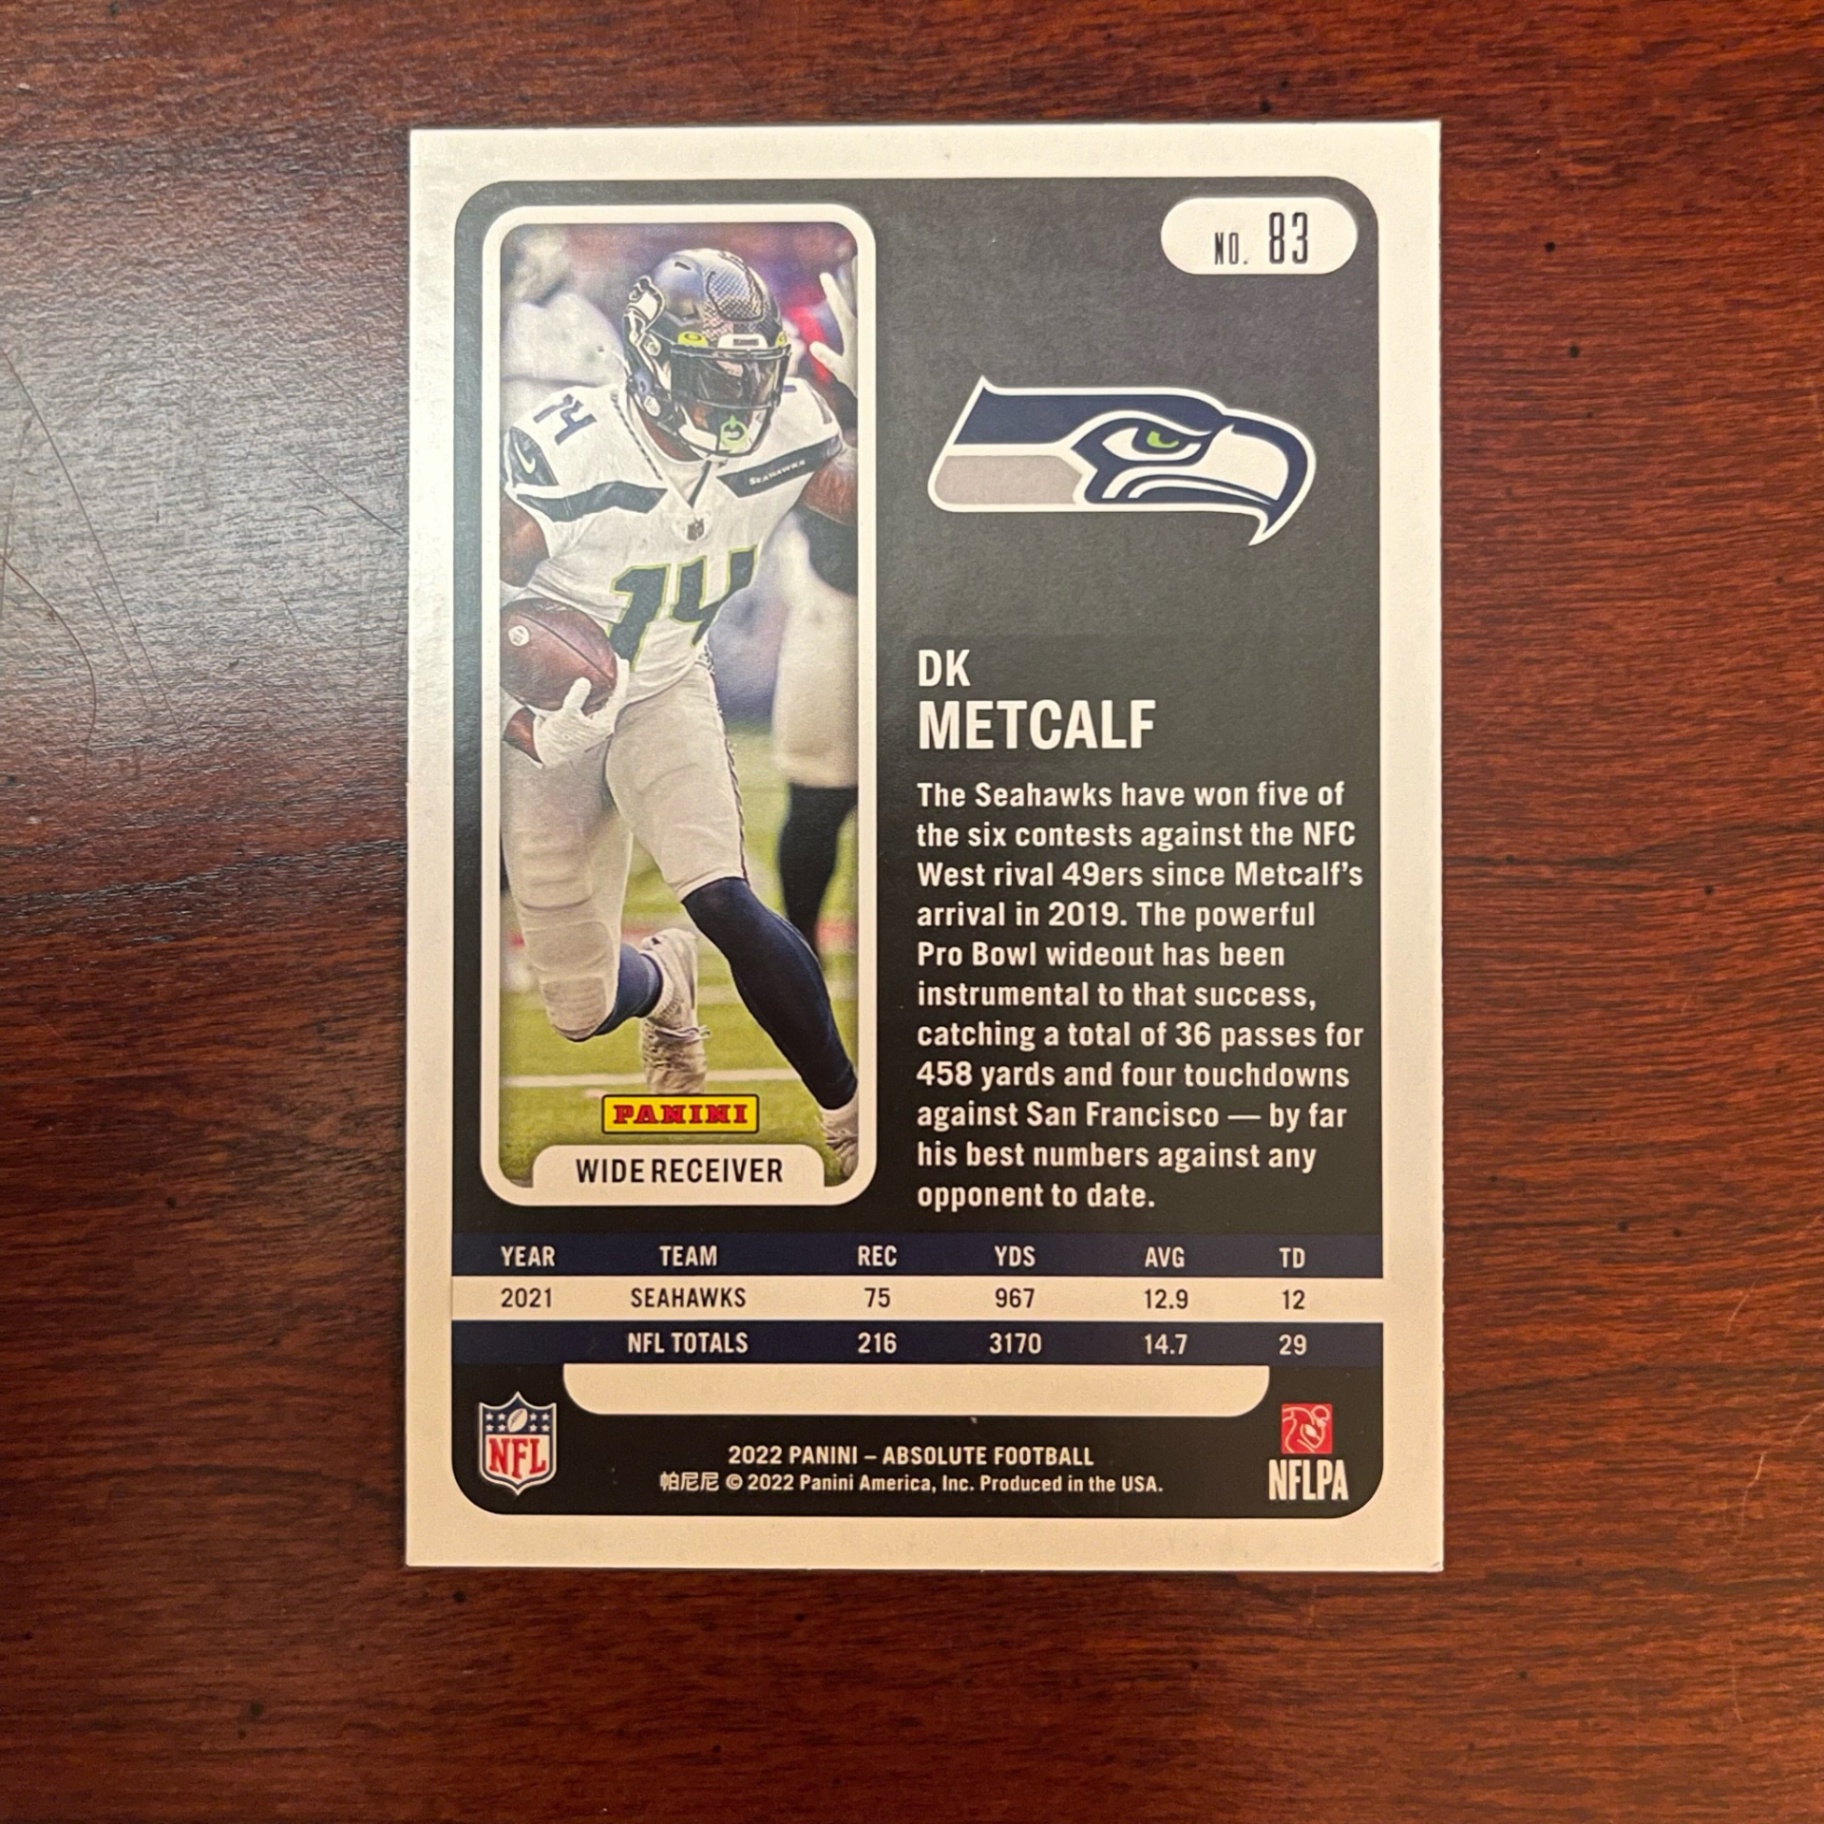 NO. 83
14
SEAHAWKS
14
DK
METCALF
The Seahawks have won five of
the six contests against the NFC
West rival 49ers since Metcalf's
arrival in 2019. The powerful
Pro Bowl wideout has been
instrumental to that success,
catching a total of 36 passes for
458 yards and four touchdowns
against San Francisco — by far
his best numbers against any
opponent to date.
PANINI
WIDE RECEIVER
YEAR TEAM REC YDS AVG TD
2021 SEAHAWKS 75 967 12.9 12
NFL TOTALS 216 3170 14.7 29
NFL
2022 PANINI – ABSOLUTE FOOTBALL
帕尼尼 © 2022 Panini America, Inc. Produced in the USA.
NFLPA